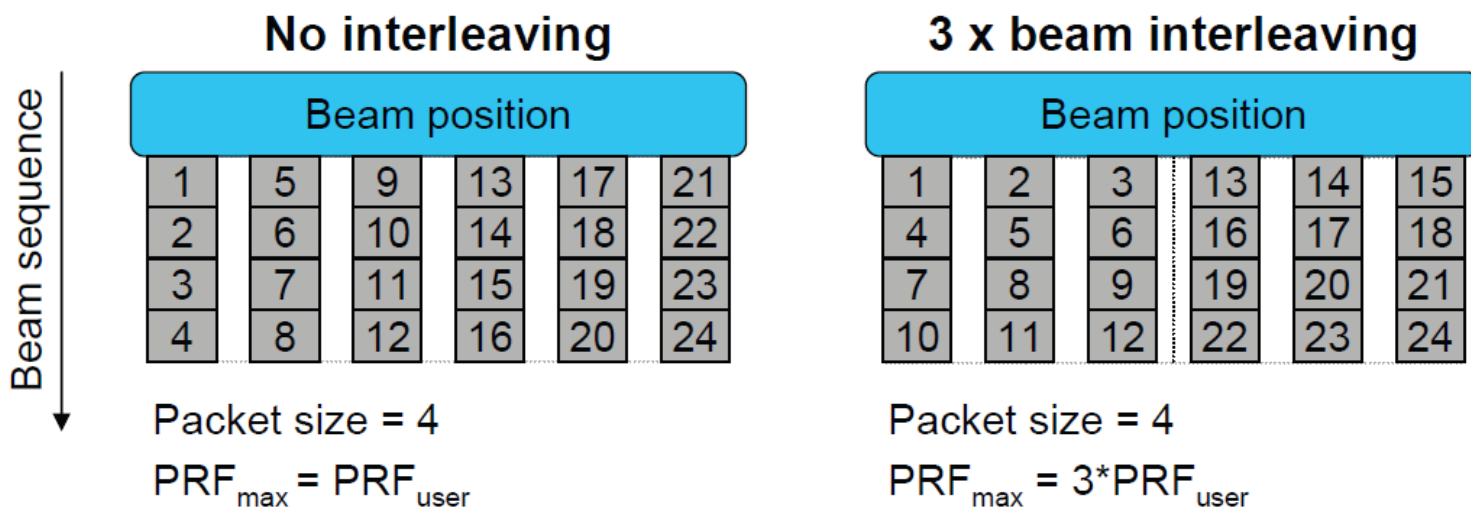 No interleaving
Beam sequence
Beam position
1 5 9 13 17 21
2 6 10 14 18 22
3 7 11 15 19 23
4 8 12 16 20 24
Packet size = 4
PRFmax = PRFuser
3 x beam interleaving
Beam position
1 2 3 13 14 15
4 5 6 16 17 18
7 8 9 19 20 21
10 11 12 22 23 24
Packet size = 4
PRFmax = 3*PRFuser